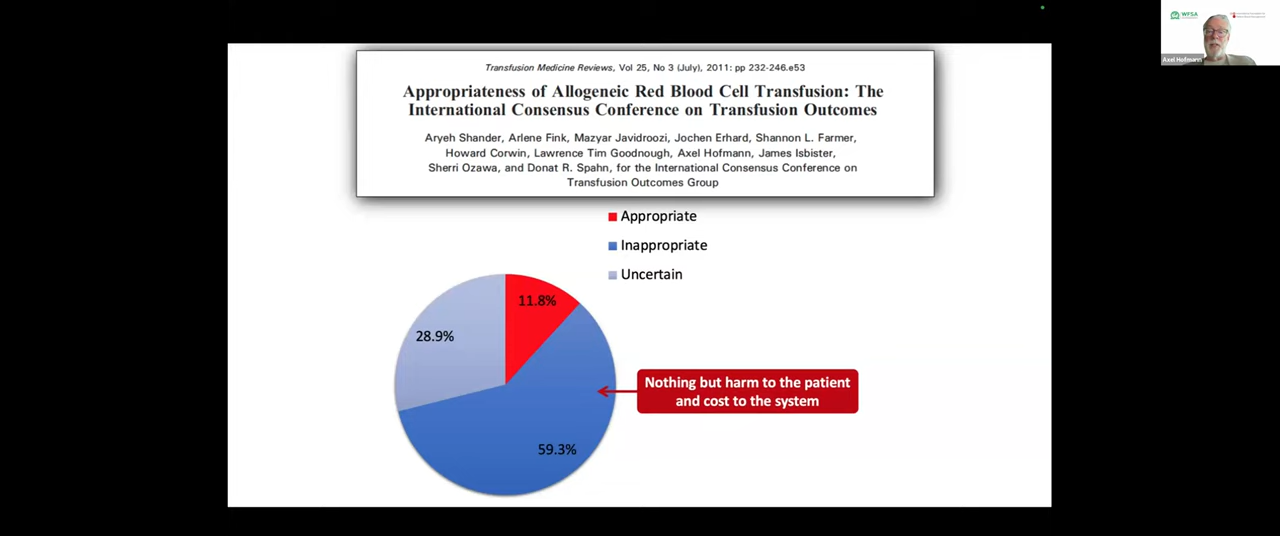 WFSA
Axel Hofmann
Transfusion Medicine Reviews, Vol 25, No 3 (July), 2011: pp 232-246.e53
Appropriateness of Allogeneic Red Blood Cell Transfusion: The
International Consensus Conference on Transfusion Outcomes
Aryeh Shander, Arlene Fink, Mazyar Javidroozi, Jochen Erhard, Shannon L. Farmer,
Howard Corwin, Lawrence Tim Goodnough, Axel Hofmann, James Isbister,
Sherri Ozawa, and Donat R. Spahn, for the International Consensus Conference on
Transfusion Outcomes Group
Appropriate
Inappropriate
Uncertain
11.8%
28.9%
Nothing but harm to the patient
and cost to the system
59.3%